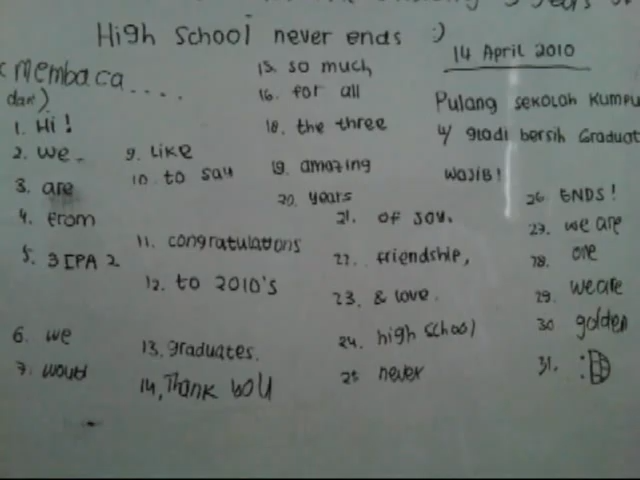 years
High School never ends :)
14 April 2010
membaca....
dari)
1. Hi!
2. we
3. are
4. From
5. 3 IPA 2
6. we
7. would
9. Like
10. to say
11. congratulations
12. to 2010's
13. graduates.
14. Thank you
15. so much
16. for all
18. the three
19. amazing
20. years
21. of joy,
22. friendship,
23. & love.
24. high school
25 never
26 ENDS!
27. we are
28. one
29. we are
30 golden
31. :D
Pulang sekolah kumpul
u/ gladi bersih Graduat
WAJIB!